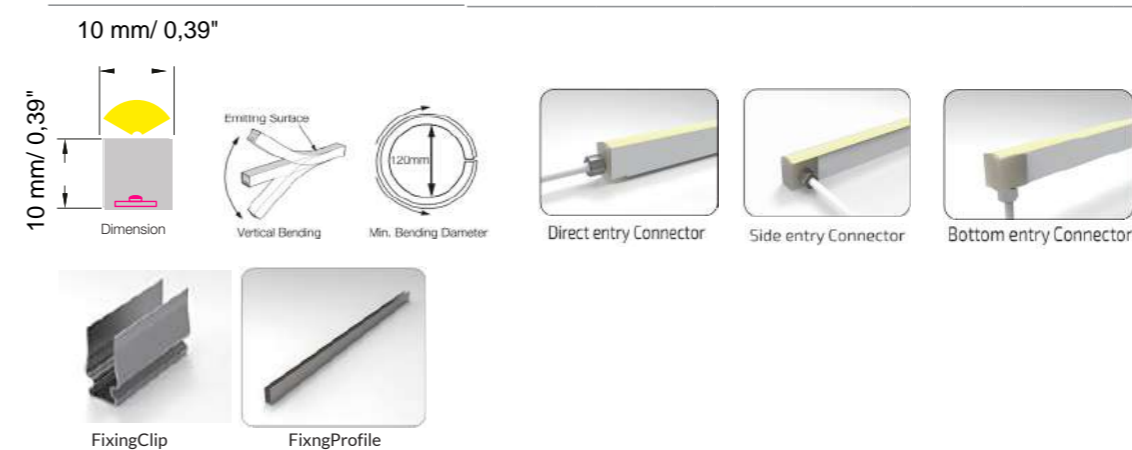 10 mm/ 0,39"
10 mm/ 0,39"
Dimension
Emitting Surface
Vertical Bending
120mm
Min. Bending Dameter
Direct entry Connector
Side entry Connector
Bottom entry Connector
FixingClip
FixngProfile